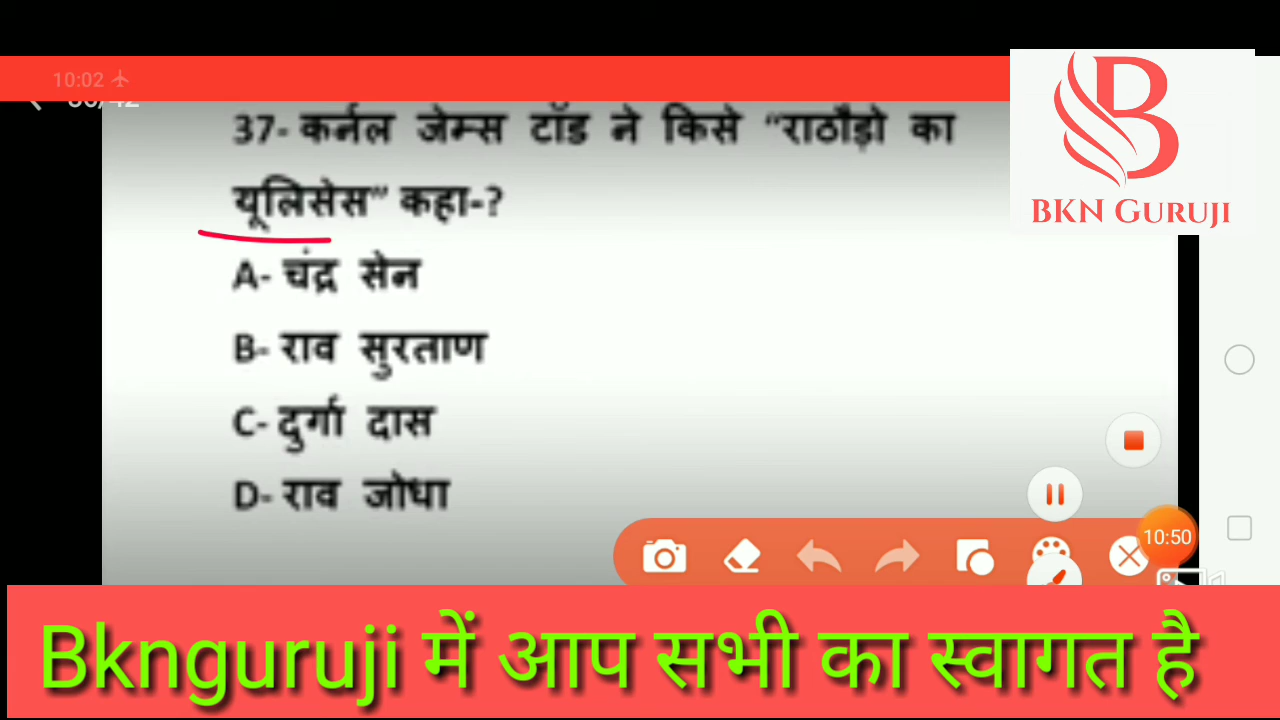 10:02
37- कर्नल जेम्स टॉड ने किसे “राठौड़ो का
यूलिसेस” कहा-?
A- चंद्र सेन
B- राव सुरताण
C- दुर्गा दास
D- राव जोधा
B
BKN GURUJI
10:50
Bknguruji में आप सभी का स्वागत है